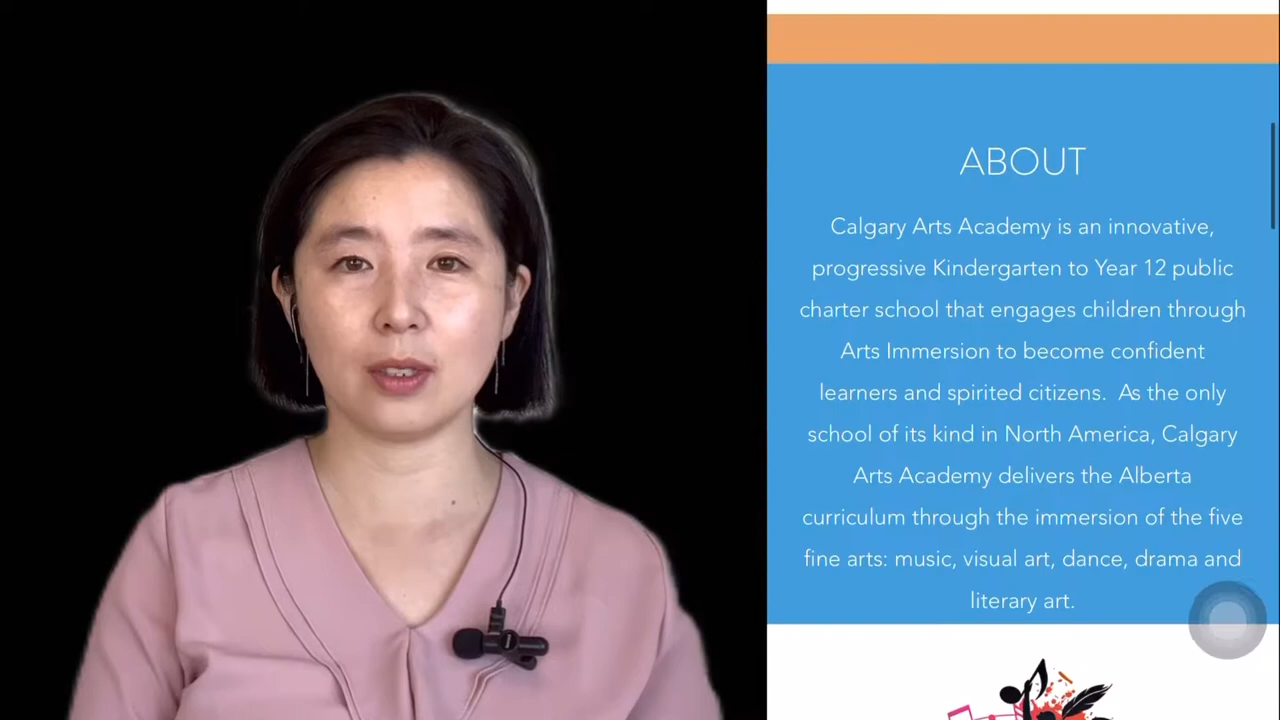 ABOUT
Calgary Arts Academy is an innovative,
progressive Kindergarten to Year 12 public
charter school that engages children through
Arts Immersion to become confident
learners and spirited citizens.  As the only
school of its kind in North America, Calgary
Arts Academy delivers the Alberta
curriculum through the immersion of the five
fine arts: music, visual art, dance, drama and
literary art.